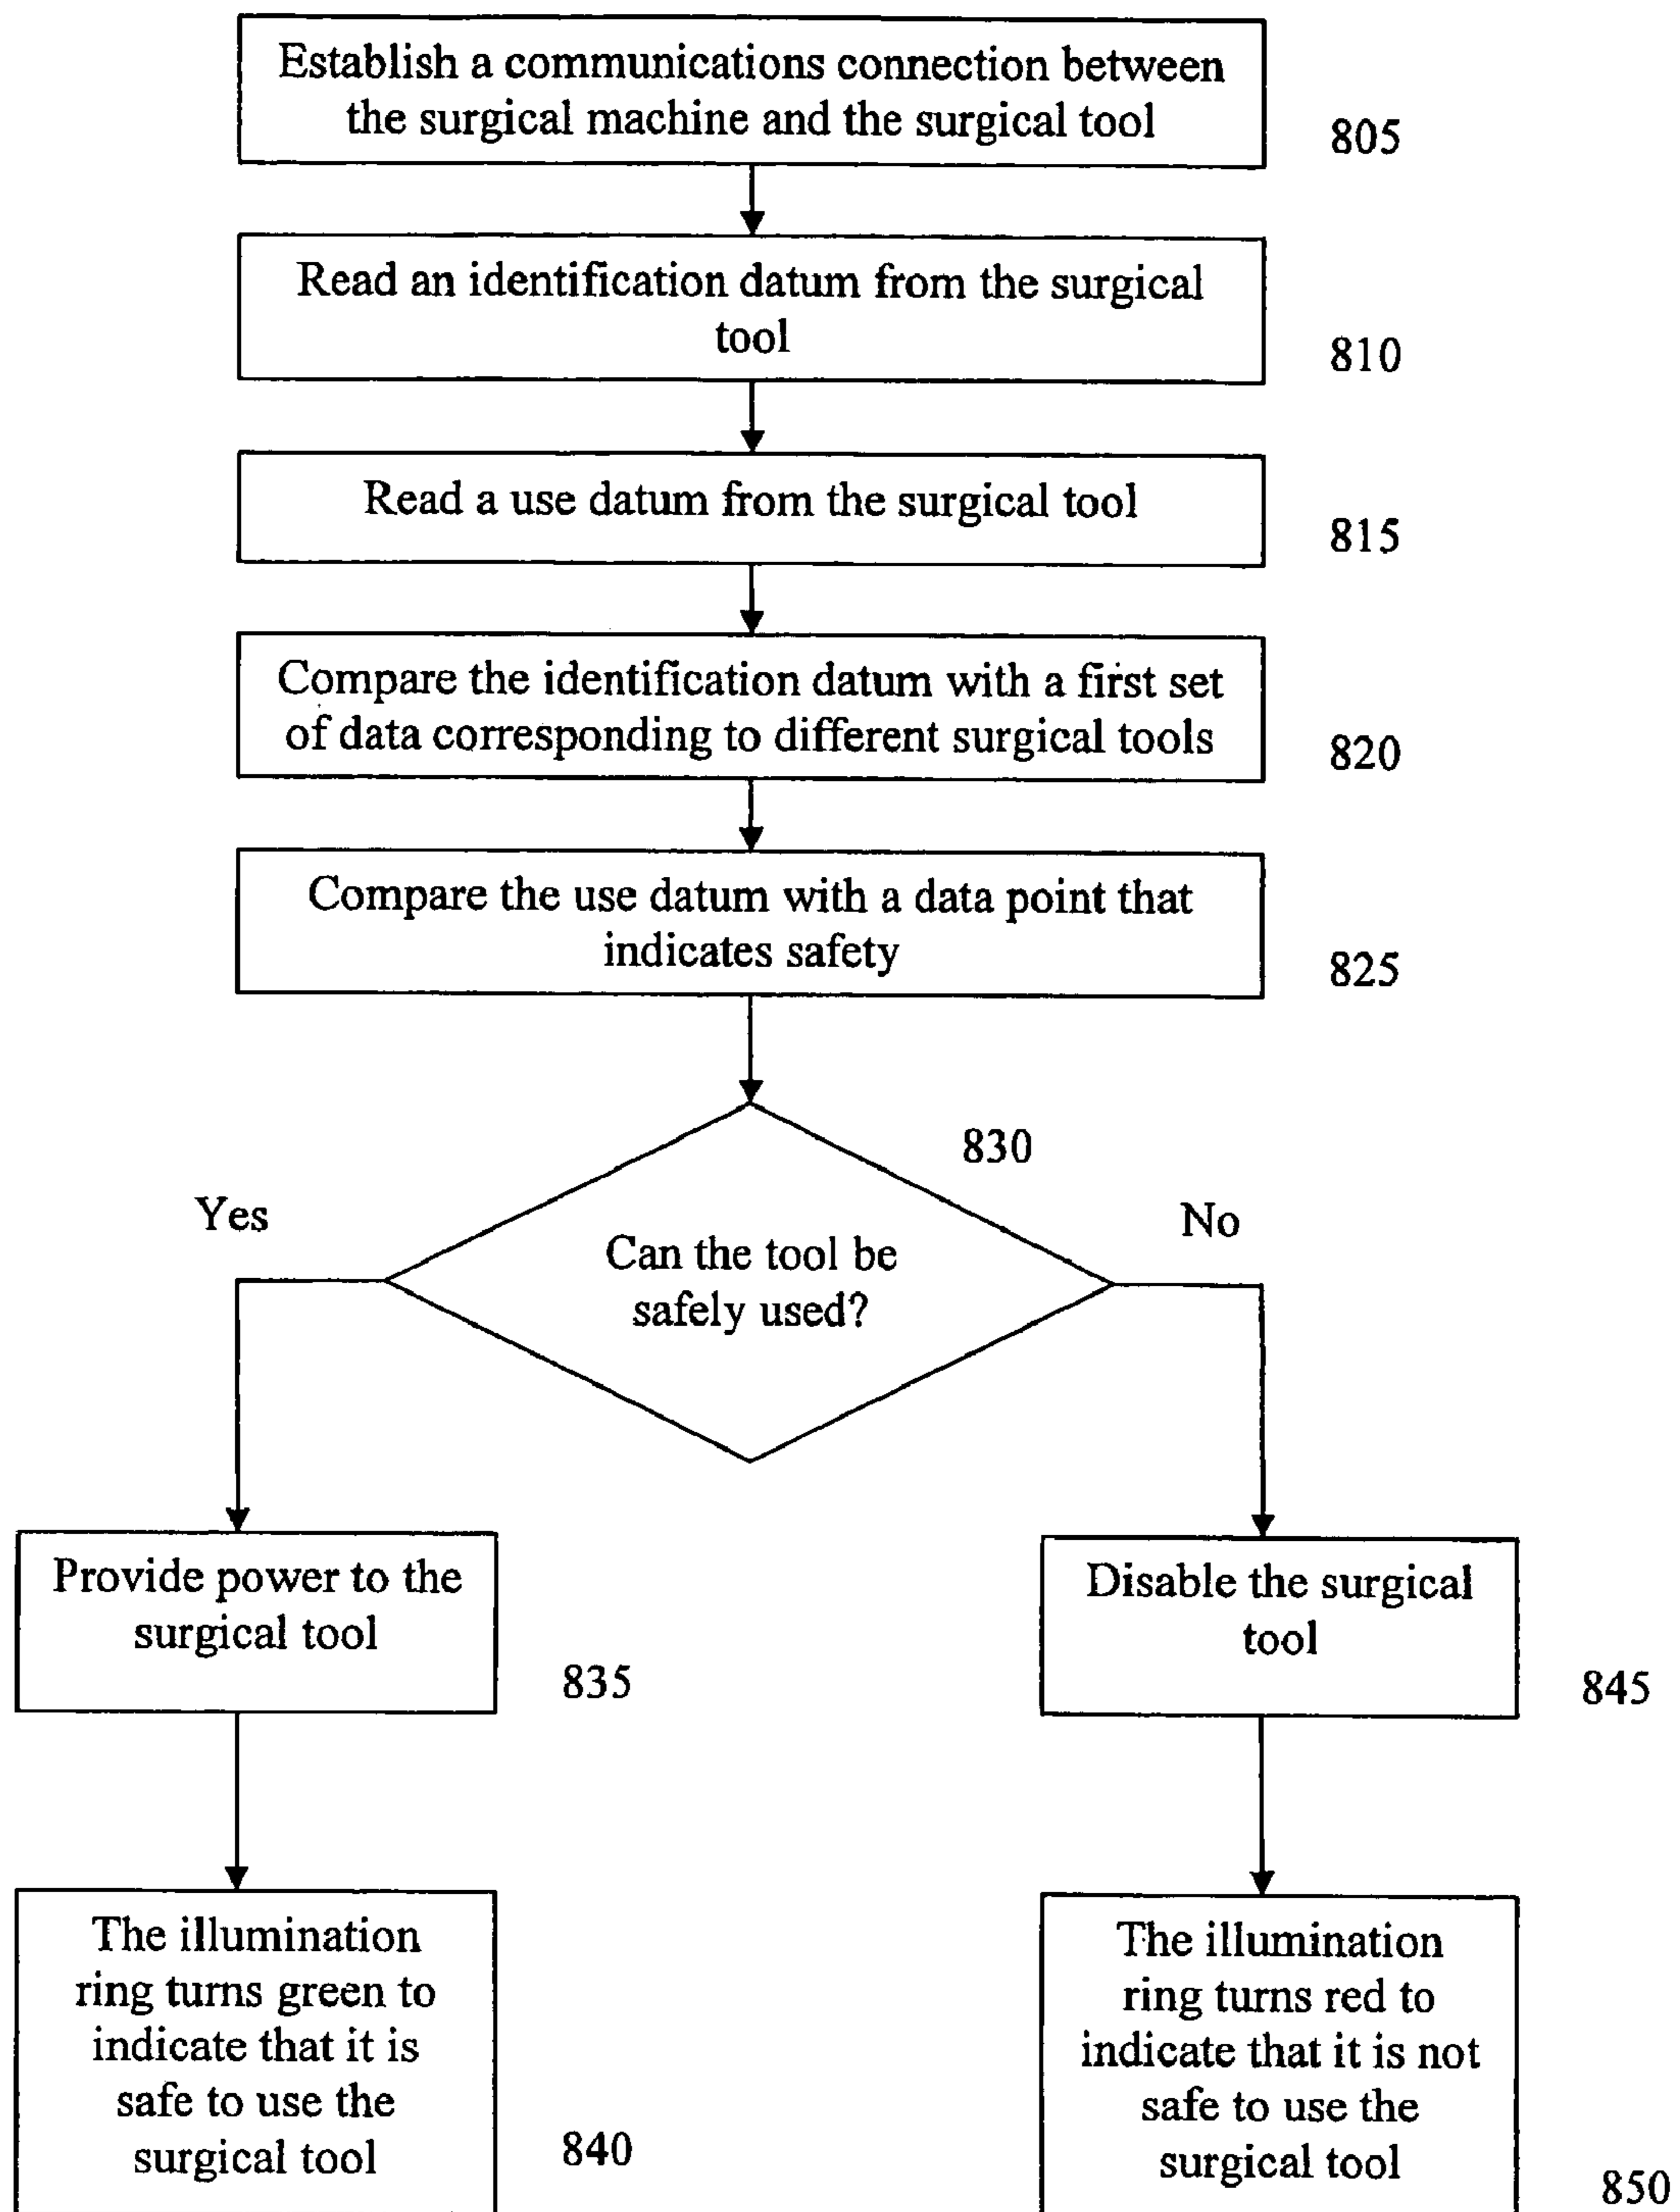 Establish a communications connection between
the surgical machine and the surgical tool
805
Read an identification datum from the surgical
tool
810
Read a use datum from the surgical tool
815
Compare the identification datum with a first set
of data corresponding to different surgical tools
820
Compare the use datum with a data point that
indicates safety
825
830
Yes
No
Can the tool be
safely used?
Provide power to the
surgical tool
835
Disable the surgical
tool
845
The illumination
ring turns green to
indicate that it is
safe to use the
surgical tool
840
The illumination
ring turns red to
indicate that it is not
safe to use the
surgical tool
850